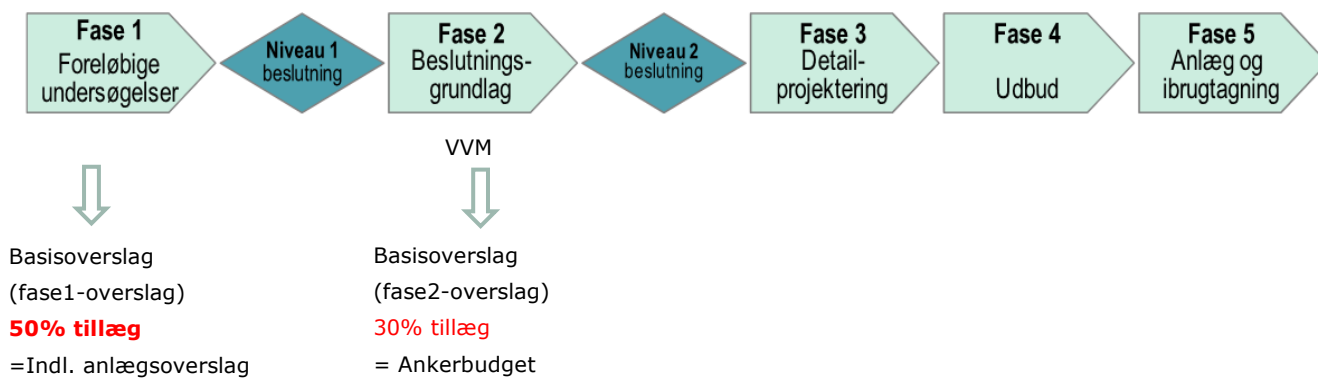 Fase 1
Foreløbige
undersøgelser
Niveau 1
beslutning
Fase 2
Beslutnings-
grundlag
Niveau 2
beslutning
Fase 3
Detail-
projektering
Fase 4
Udbud
Fase 5
Anlæg og
ibrugtagning
VVM
Basisoverslag
(fase1-overslag)
50% tillæg
=Indl. anlægsoverslag
Basisoverslag
(fase2-overslag)
30% tillæg
= Ankerbudget